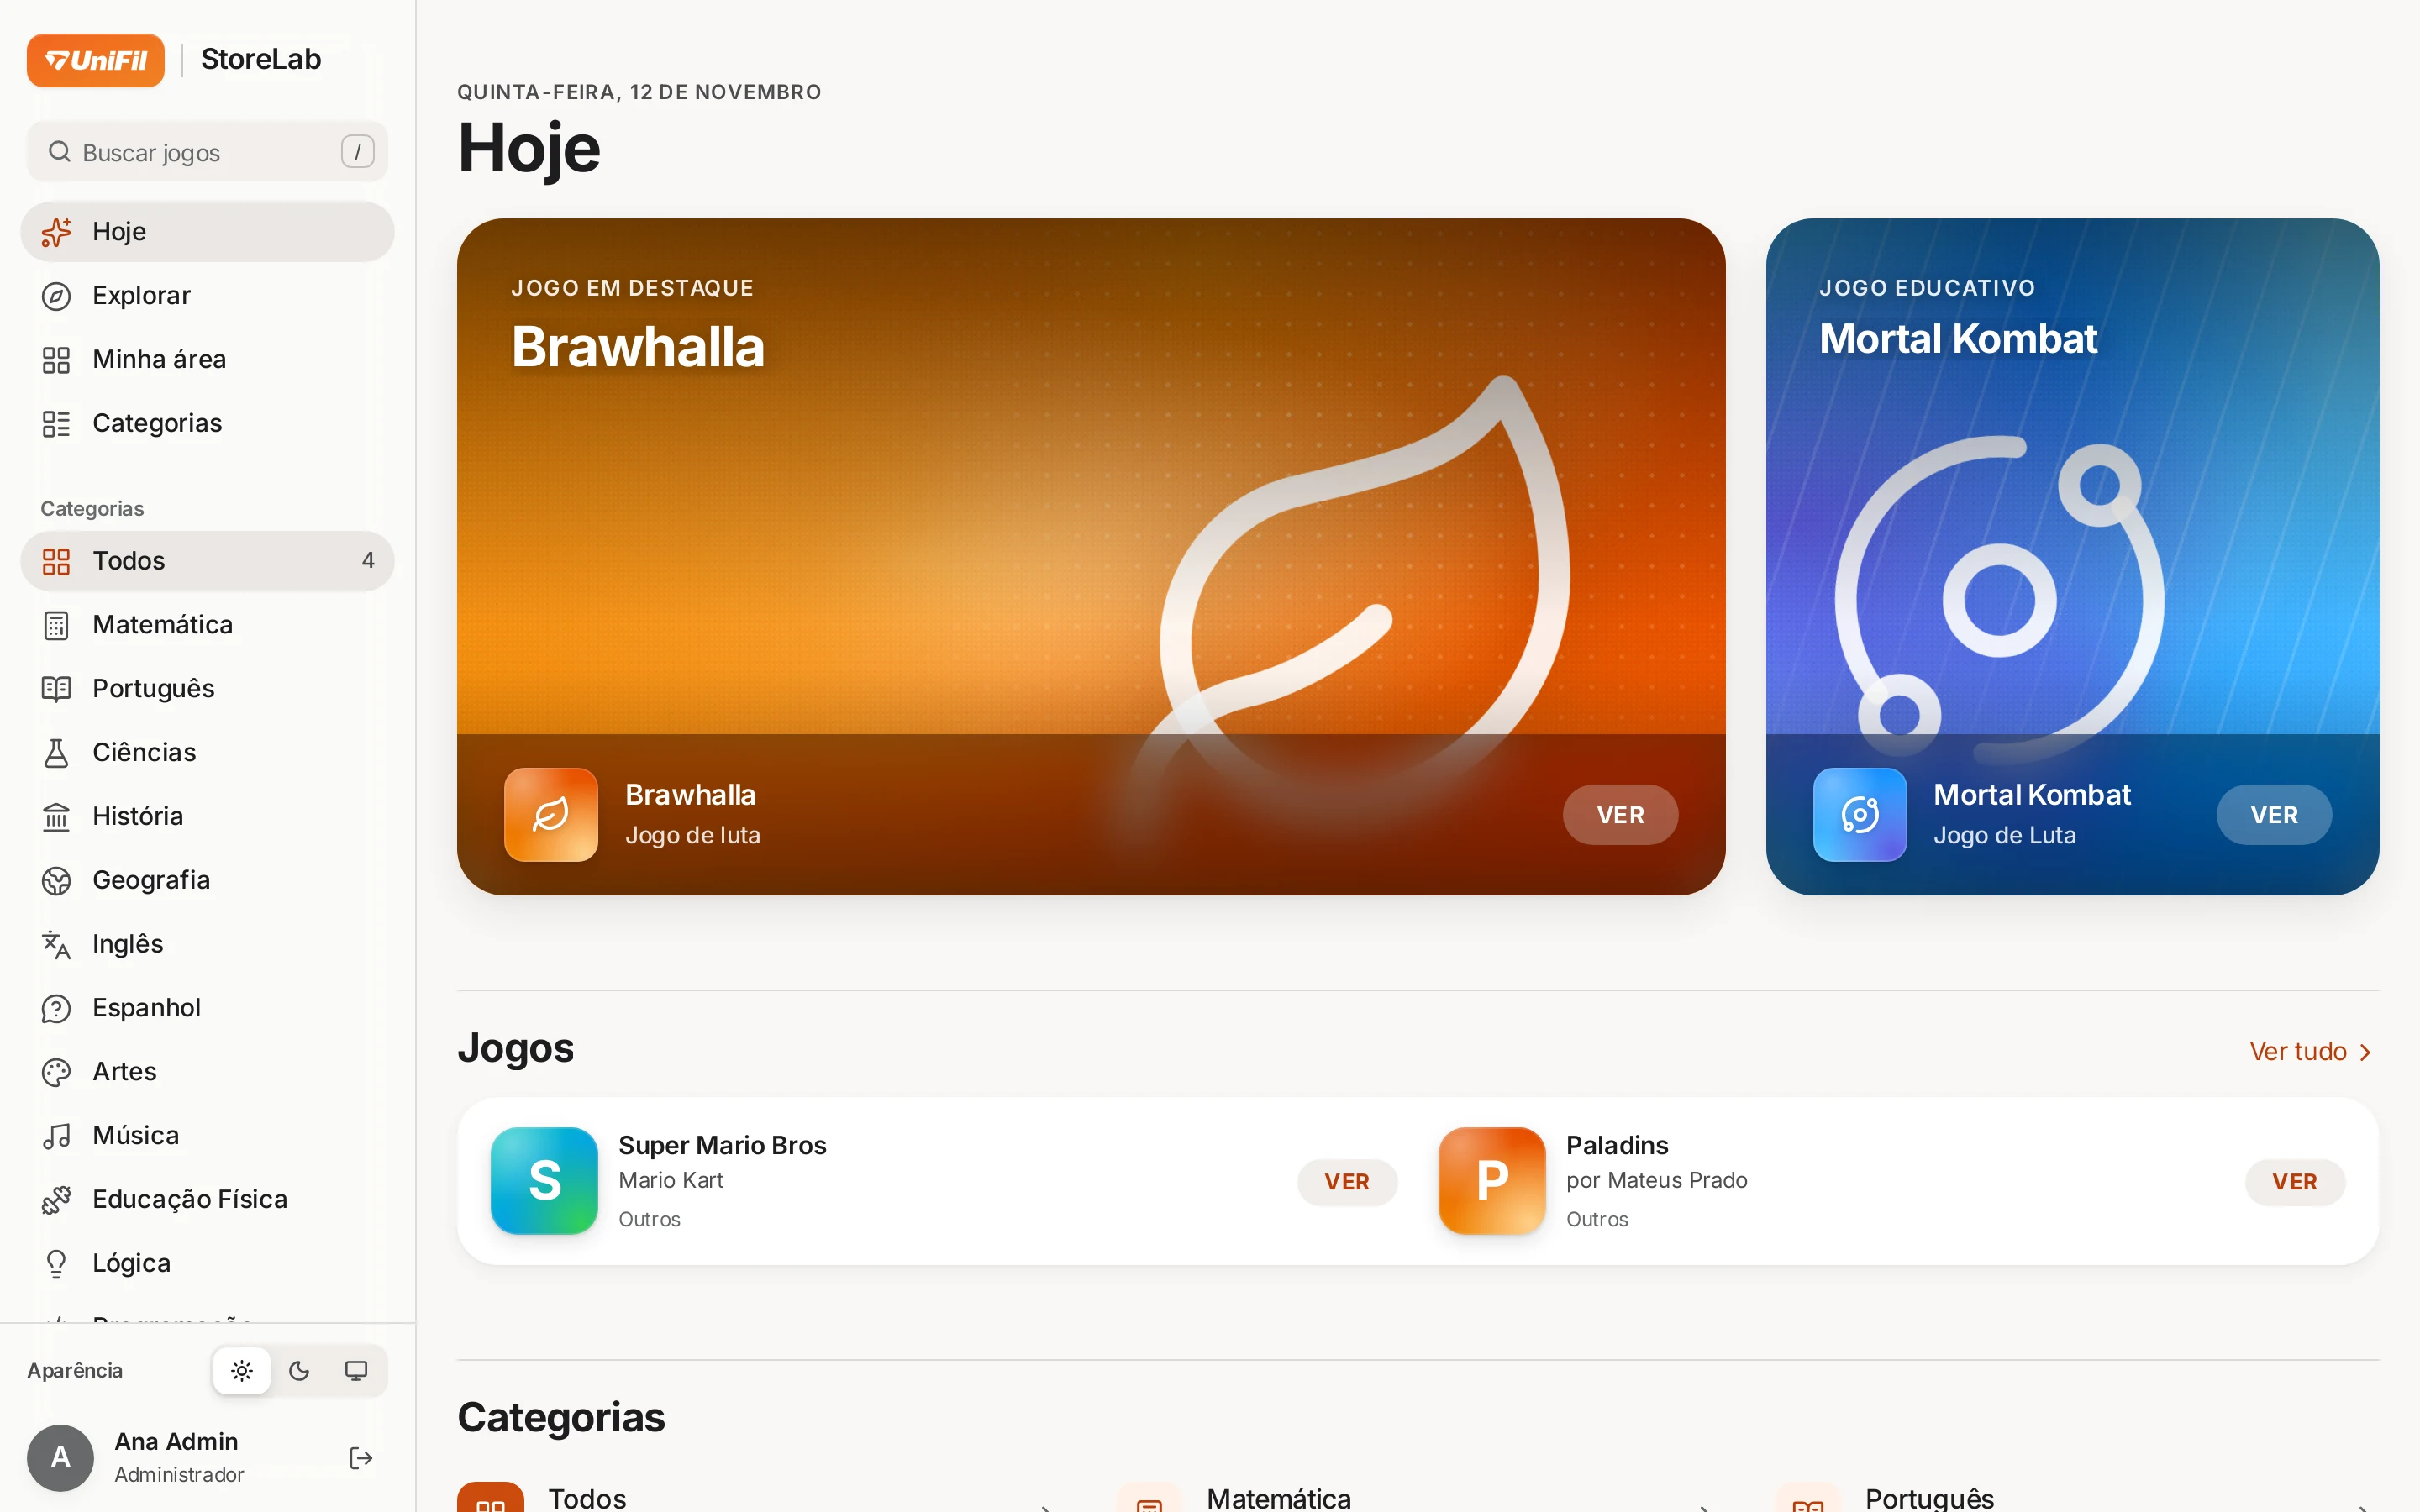 UniFil
StoreLab
Buscar jogos
/
Hoje
Explorar
Minha área
Categorias
Categorias
Todos
4
Matemática
Português
Ciências
História
Geografia
Inglês
Espanhol
Artes
Música
Educação Física
Lógica
Aparência
A
Ana Admin
Administrador
QUINTA-FEIRA, 12 DE NOVEMBRO
Hoje
JOGO EM DESTAQUE
Brawhalla
Brawhalla
Jogo de luta
VER
JOGO EDUCATIVO
Mortal Kombat
Mortal Kombat
Jogo de Luta
VER
Jogos
Ver tudo
S
Super Mario Bros
Mario Kart
Outros
VER
P
Paladins
por Mateus Prado
Outros
VER
Categorias
Todos
Matemática
Português